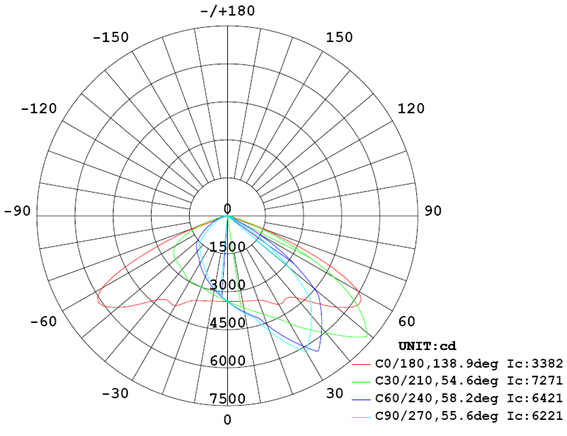 -/+180
-150 150
-120 120
-90 0 90
1500
3000
-60 4500 60
UNIT:cd
6000
C0/180,138.9deg Ic:3382
C30/210,54.6deg Ic:7271
-30 7500 30
C60/240,58.2deg Ic:6421
0
C90/270,55.6deg Ic:6221